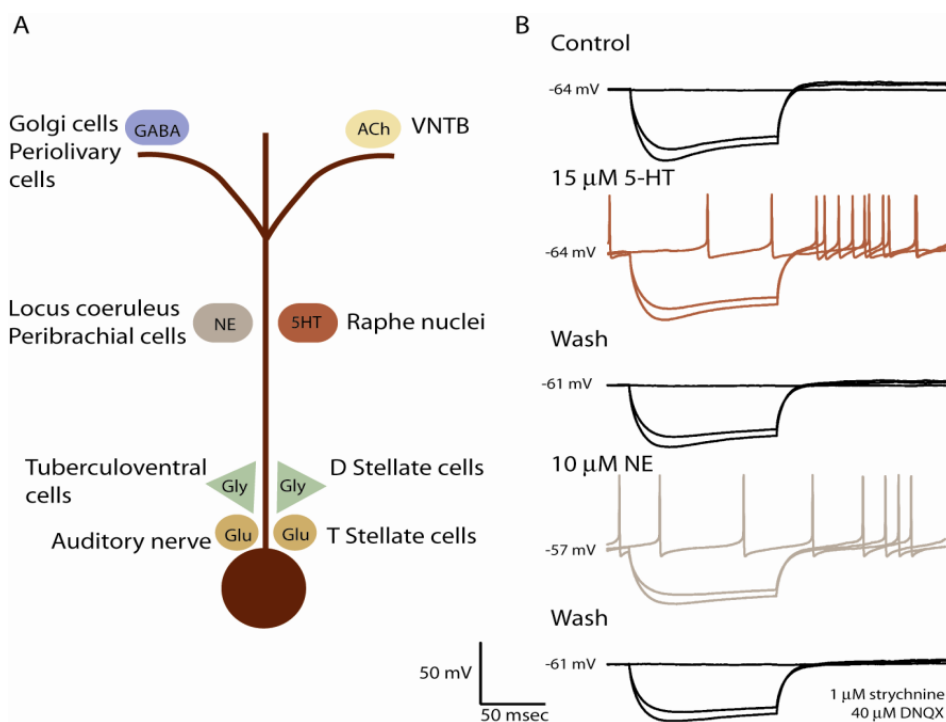 A
Golgi cells
Periolivary
cells
GABA
ACh
VNTB
Locus coeruleus
Peribrachial cells
NE
5HT
Raphe nuclei
Tuberculoventral
cells
Gly
Gly
D Stellate cells
Auditory nerve
Glu
Glu
T Stellate cells
50 mV
50 msec
B
Control
-64 mV
15 μM 5-HT
-64 mV
Wash
-61 mV
10 μM NE
-57 mV
Wash
-61 mV
1 μM strychnine
40 μM DNQX